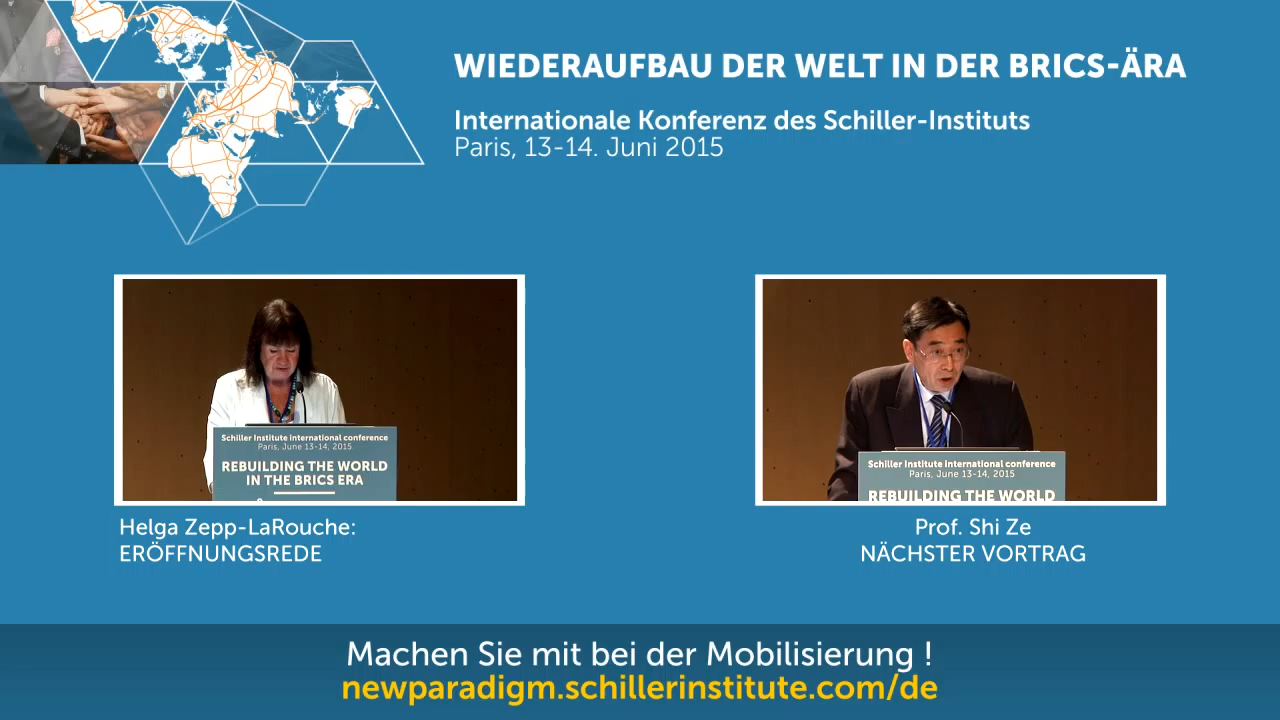 WIEDERAUFBAU DER WELT IN DER BRICS-ÄRA
Internationale Konferenz des Schiller-Instituts
Paris, 13-14. Juni 2015
Schiller Institute international conference
Paris, June 13-14, 2015
REBUILDING THE WORLD
IN THE BRICS ERA
Helga Zepp-LaRouche:
ERÖFFNUNGSREDE
Schiller Institute international conference
Paris, June 13-14, 2015
REBUILDING THE WORLD
Prof. Shi Ze
NÄCHSTER VORTRAG
Machen Sie mit bei der Mobilisierung !
newparadigm.schillerinstitute.com/de